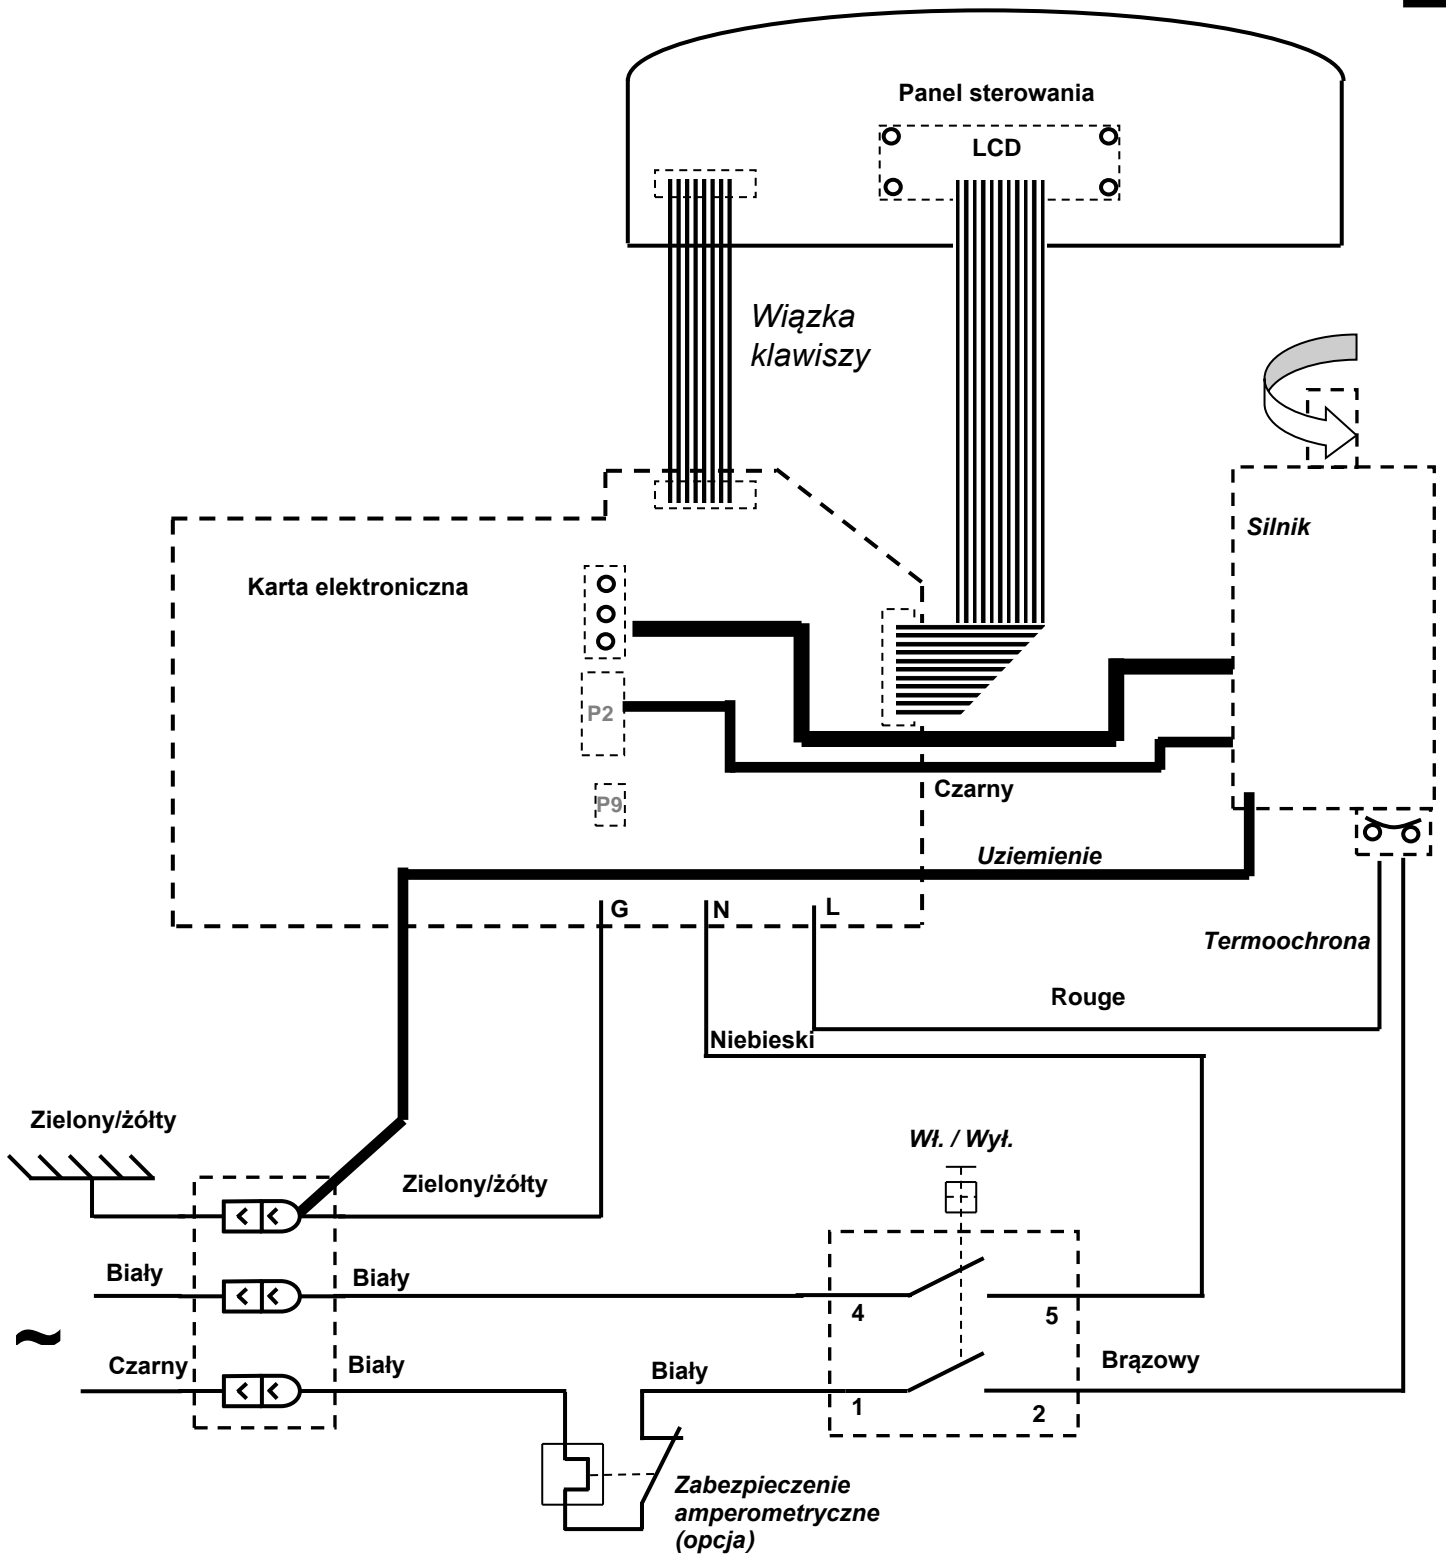 Panel sterowania
LCD
Wiązka
klawiszy
Silnik
Karta elektroniczna
P2
P9
Czarny
Uziemienie
G
N
L
Termoochrona
Rouge
Niebieski
Zielony/żółty
Wł. / Wył.
Zielony/żółty
Biały
Biały
4
5
~
Czarny
Biały
Biały
Brązowy
1
2
Zabezpieczenie
amperometryczne
(opcja)